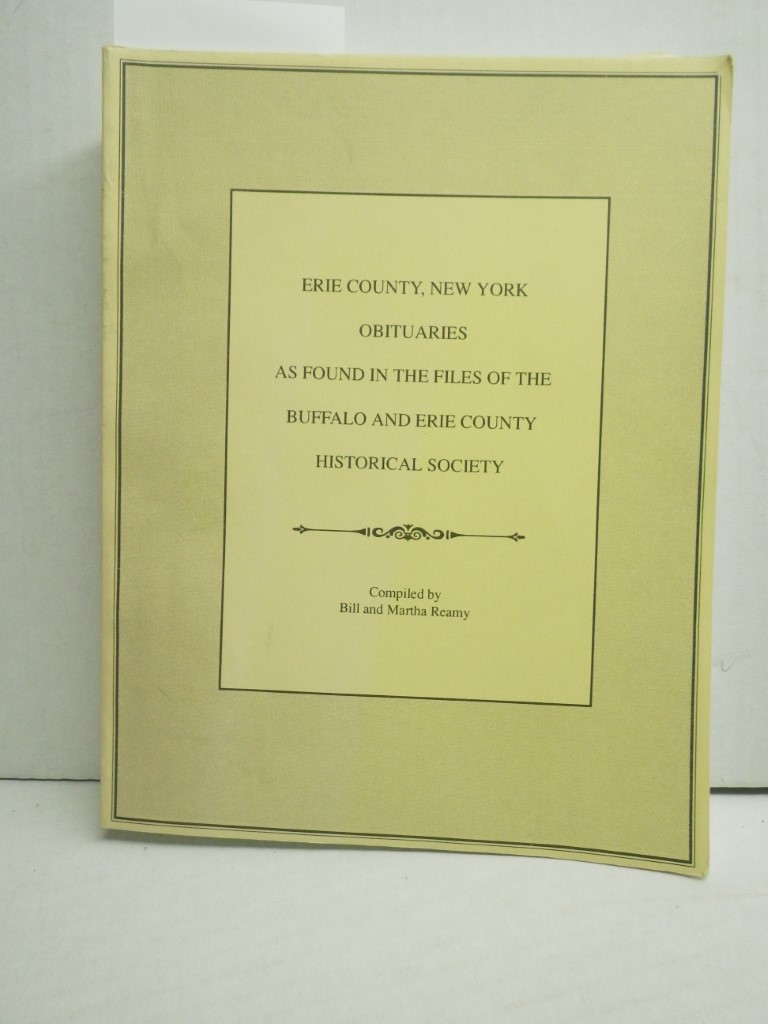 ERIE COUNTY, NEW YORK
OBITUARIES
AS FOUND IN THE FILES OF THE
BUFFALO AND ERIE COUNTY
HISTORICAL SOCIETY
Compiled by
Bill and Martha Reamy